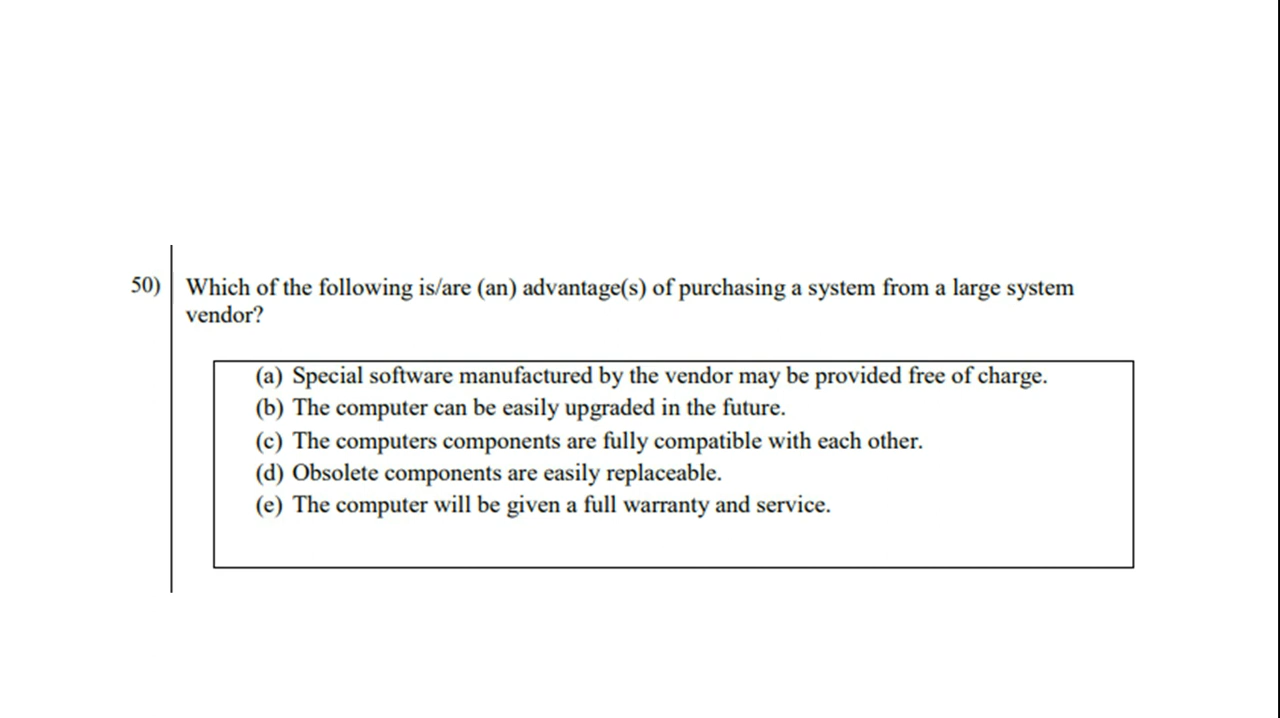 50) Which of the following is/are (an) advantage(s) of purchasing a system from a large system
vendor?
(a) Special software manufactured by the vendor may be provided free of charge.
(b) The computer can be easily upgraded in the future.
(c) The computers components are fully compatible with each other.
(d) Obsolete components are easily replaceable.
(e) The computer will be given a full warranty and service.